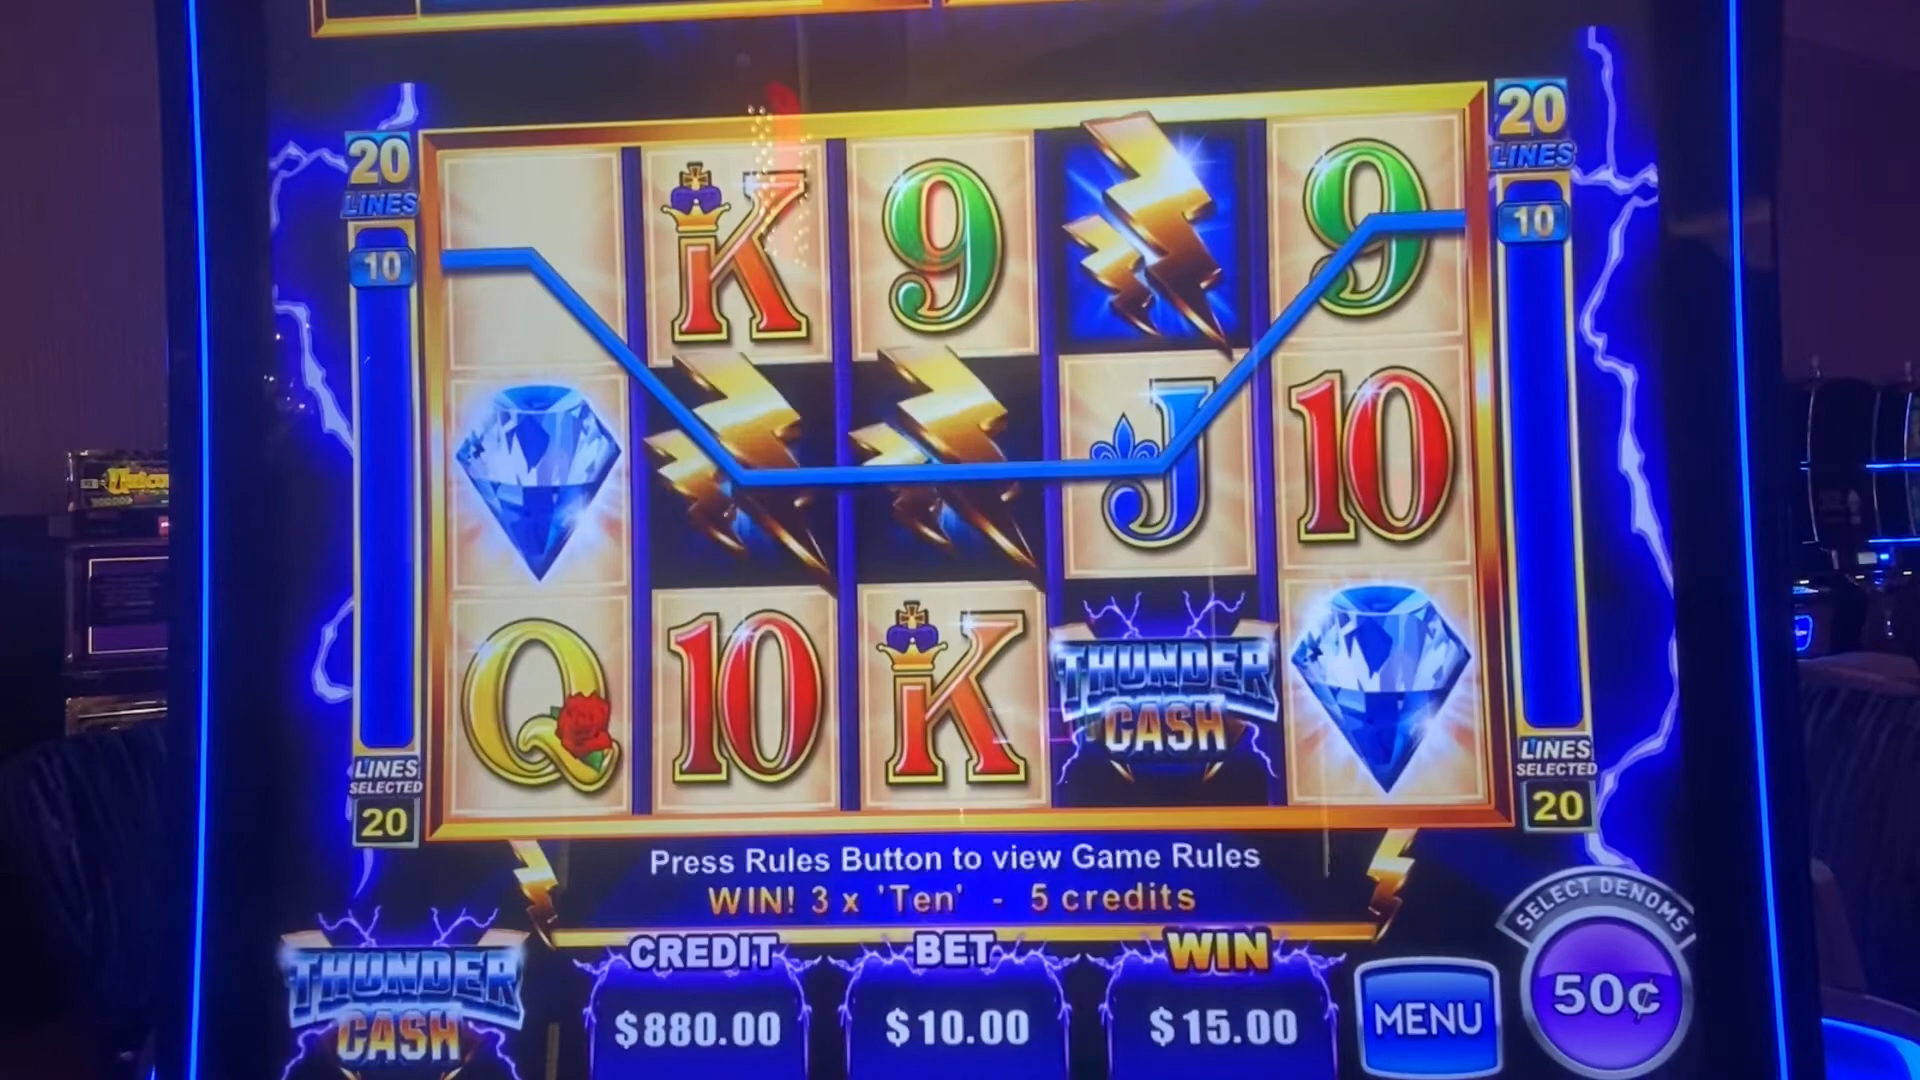 20 LINES
20 LINES
10
10
K
9
9
J
10
Q
10
K
THUNDER CASH
LINES SELECTED
20
LINES SELECTED
20
Press Rules Button to view Game Rules
WIN! 3 x 'Ten' - 5 credits
THUNDER CASH
CREDIT
$880.00
BET
$10.00
WIN
$15.00
MENU
SELECT DENOMS
50¢